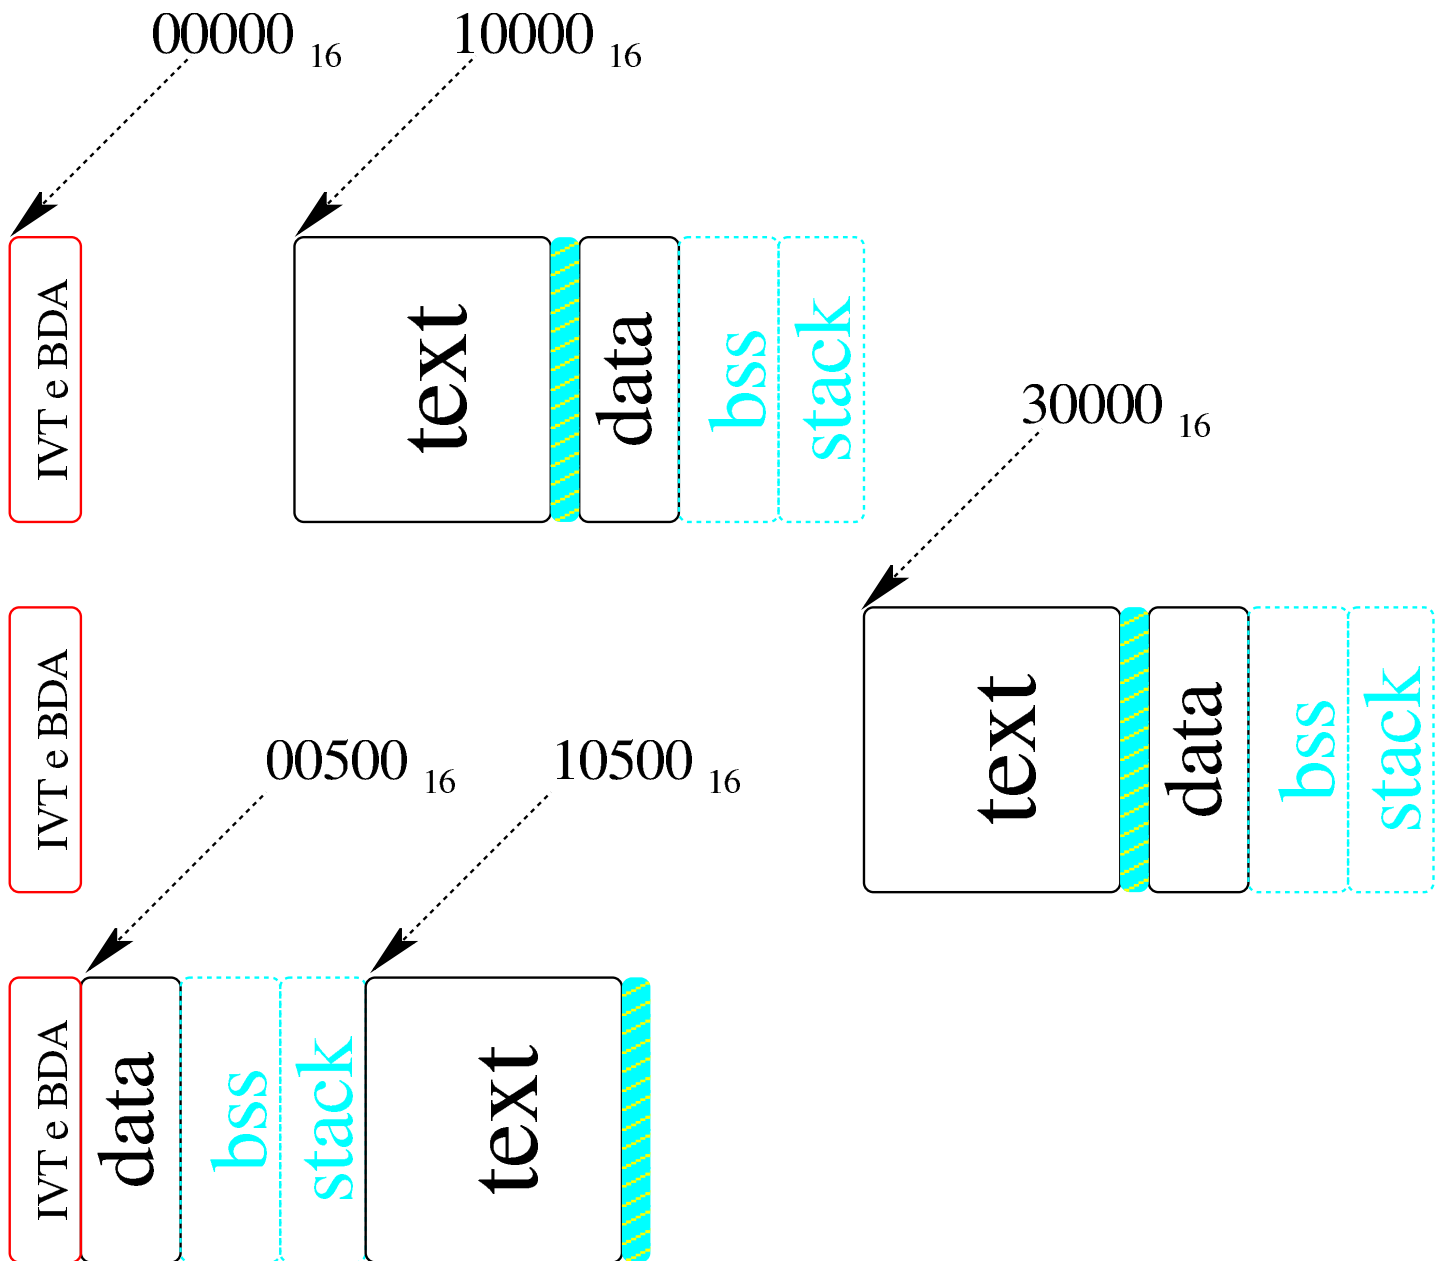 00000 16
10000 16
IVT e BDA
text
data
bss
stack
30000 16
IVT e BDA
text
data
bss
stack
00500 16
10500 16
IVT e BDA
data
bss
stack
text